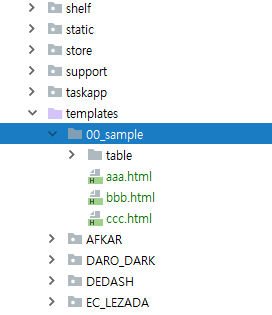 shelf
static
store
support
taskapp
templates
00_sample
table
aaa.html
bbb.html
ccc.html
AFKAR
DARO_DARK
DEDASH
EC_LEZADA